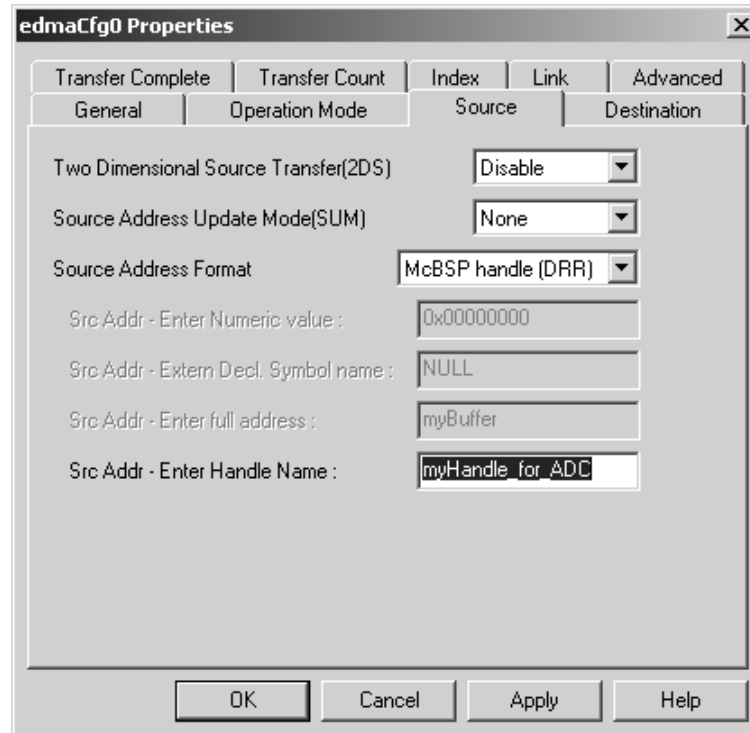 edmaCfg0 Properties
Transfer Complete Transfer Count Index Link Advanced
General Operation Mode Source Destination
Two Dimensional Source Transfer(2DS) Disable
Source Address Update Mode(SUM) None
Source Address Format McBSP handle (DRR)
Src Addr - Enter Numeric value : 0x00000000
Src Addr - Extern Decl. Symbol name : NULL
Src Addr - Enter full address : myBuffer
Src Addr - Enter Handle Name : myHandle_for_ADC
OK Cancel Apply Help